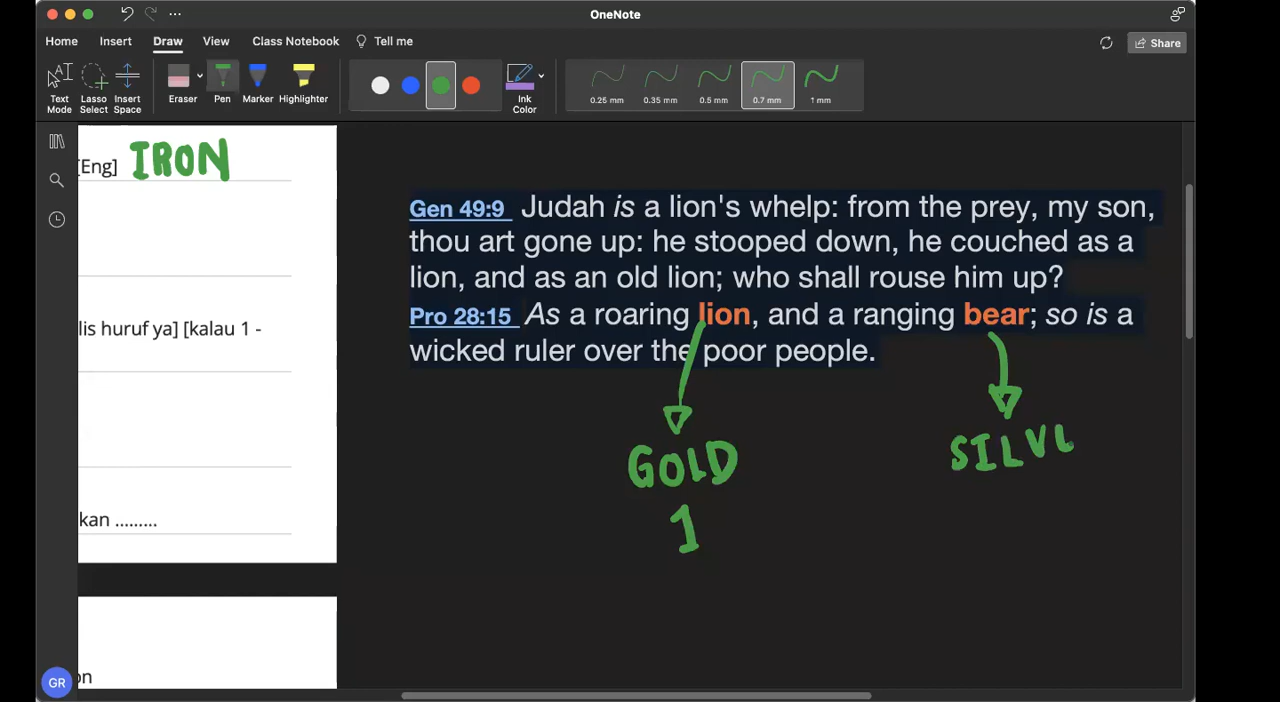 OneNote
Home Insert Draw View Class Notebook Tell me
Share
Text Mode
Lasso Select
Insert Space
Eraser
Pen
Marker
Highlighter
Ink Color
0.25 mm
0.35 mm
0.5 mm
0.7 mm
1 mm
[Eng] IRON
lis huruf ya] [kalau 1 -
kan .........
on
Gen 49:9 Judah is a lion's whelp: from the prey, my son,
thou art gone up: he stooped down, he couched as a
lion, and as an old lion; who shall rouse him up?
Pro 28:15 As a roaring lion, and a ranging bear; so is a
wicked ruler over the poor people.
GOLD
1
SILVL
GR